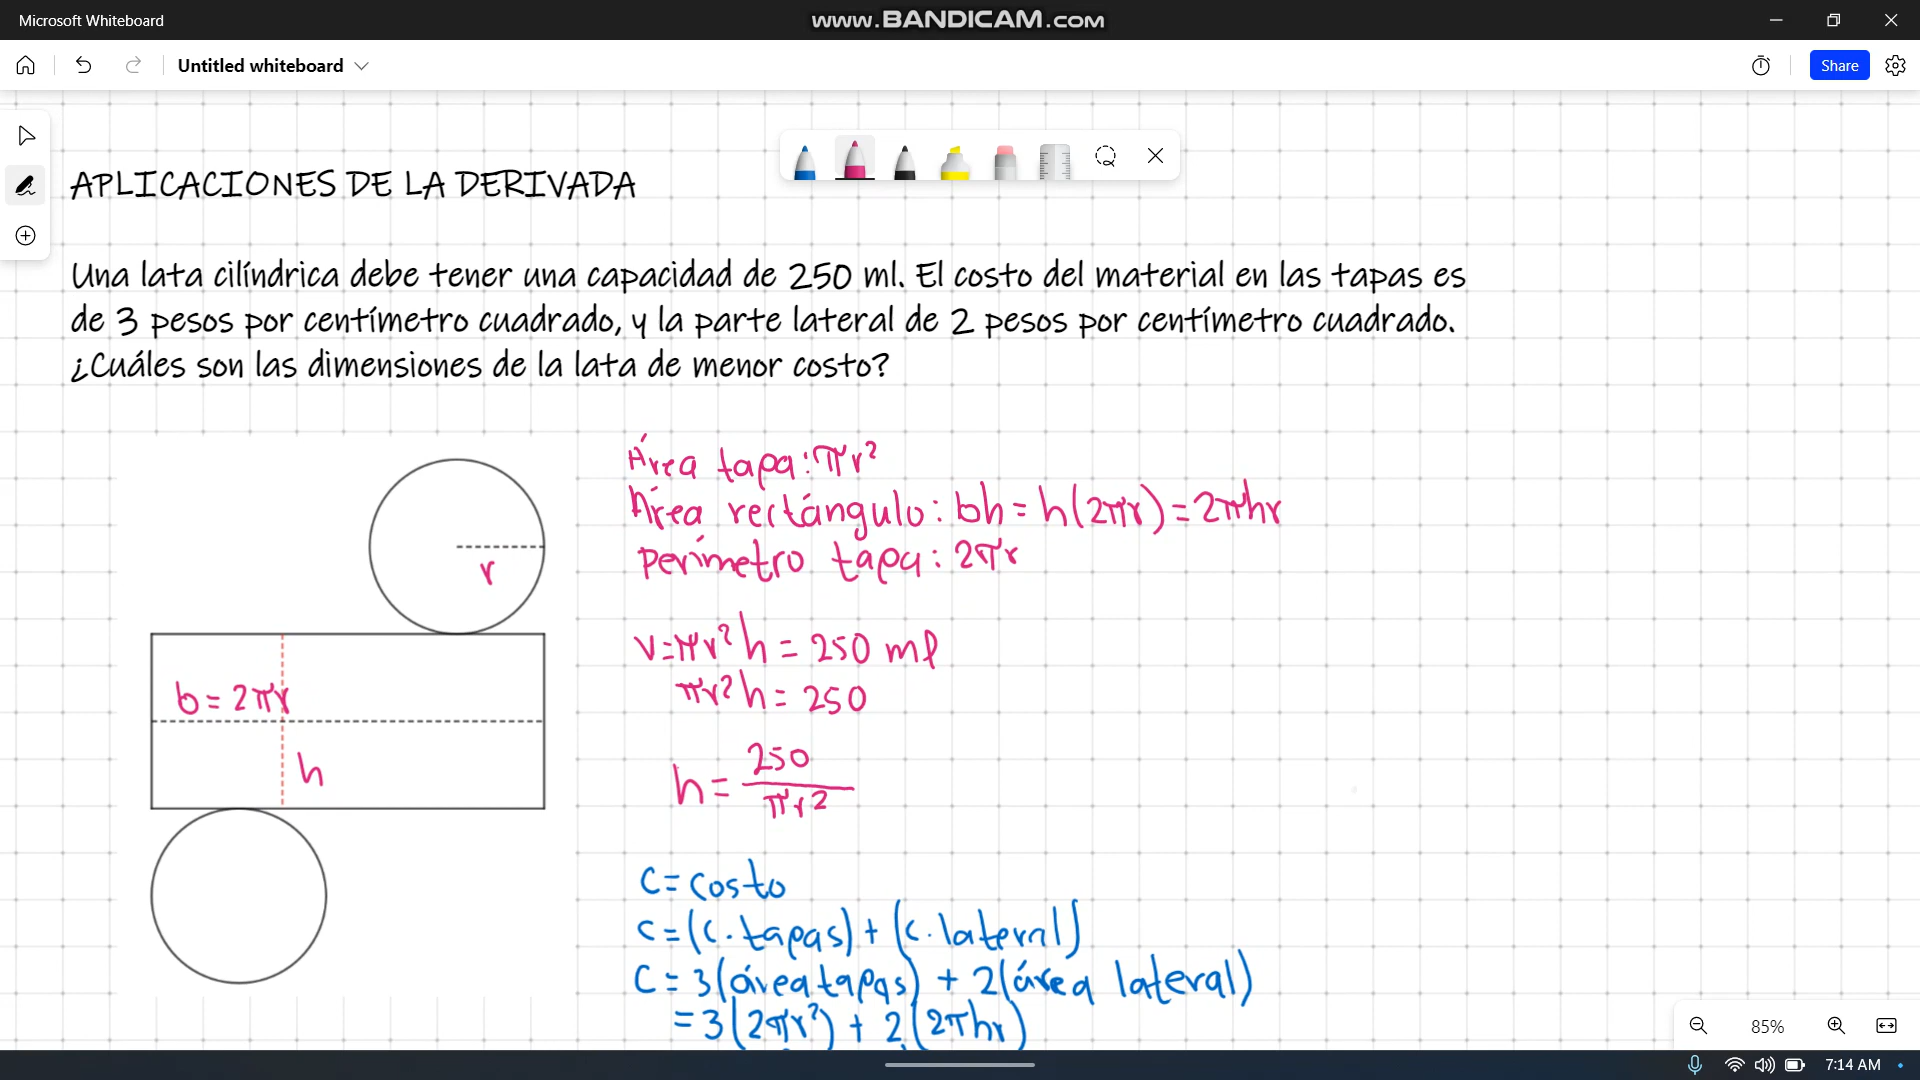 Microsoft Whiteboard
www.BANDICAM.com
Untitled whiteboard
Share
APLICACIONES DE LA DERIVADA
Una lata cilíndrica debe tener una capacidad de 250 ml. El costo del material en las tapas es
de 3 pesos por centímetro cuadrado, y la parte lateral de 2 pesos por centímetro cuadrado.
¿Cuáles son las dimensiones de la lata de menor costo?
r
b = 2πr
h
Área tapa: πr²
Área rectángulo: bh = h(2πr) = 2πhr
perímetro tapa: 2πr
V = πr²h = 250 ml
πr²h = 250
h = 250/πr²
C = costo
C = (C. tapas) + (C. lateral)
C = 3(área tapas) + 2(área lateral)
= 3(2πr²) + 2(2πhr)
85%
7:14 AM